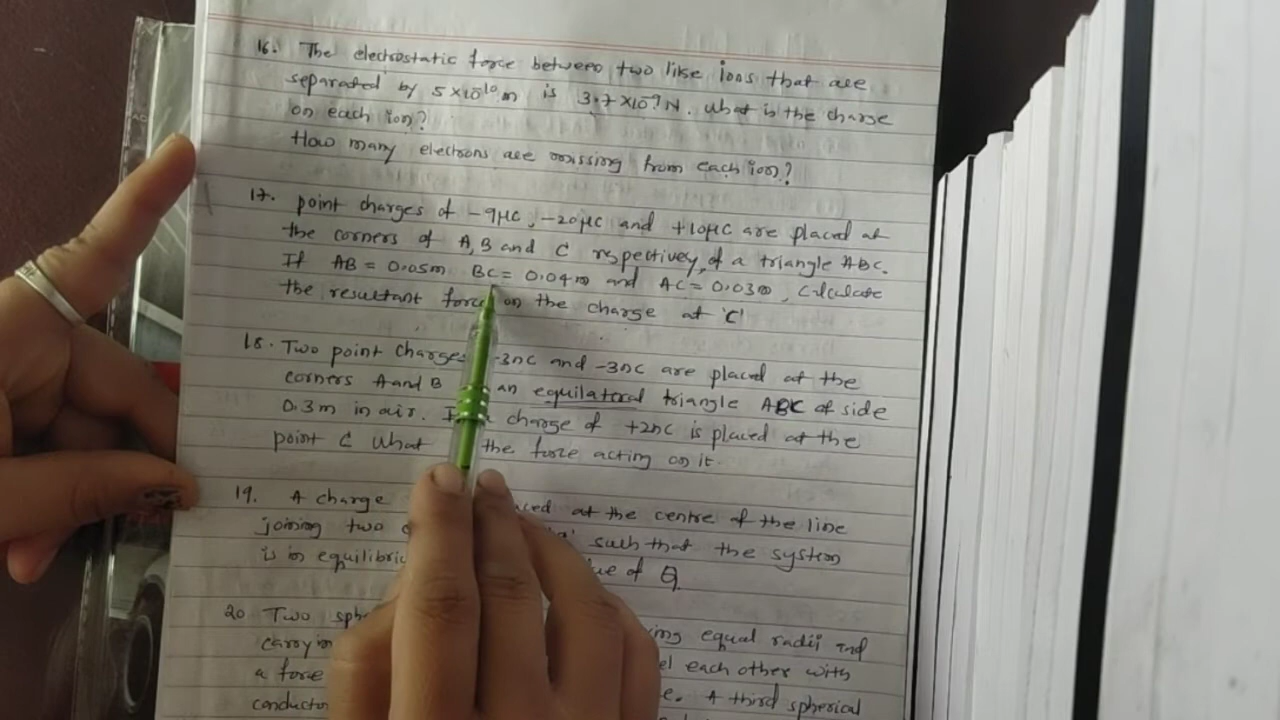 16. The electrostatic force between two like ions that are
separated by 5×10⁻¹⁰m is 3.7×10⁻⁹N. What is the charge
on each ion?
How many electrons are missing from each ion?
17. point charges of -9μC, -20μC and +10μC are placed at
the corners of A, B and C respectively, of a triangle ABC.
If AB = 0.05m BC = 0.04m and AC = 0.03m, Calculate
the resultant force on the charge at 'C'
18. Two point charges -3nC and -3nC are placed at the
corners A and B an equilateral triangle ABC of side
0.3m in air. charge of +2nC is placed at the
point C What the force acting on it.
19. A charge at the centre of the line
joining two such that the system
is in of Q
20 Two equal radii and
a force each other with
A third spherical